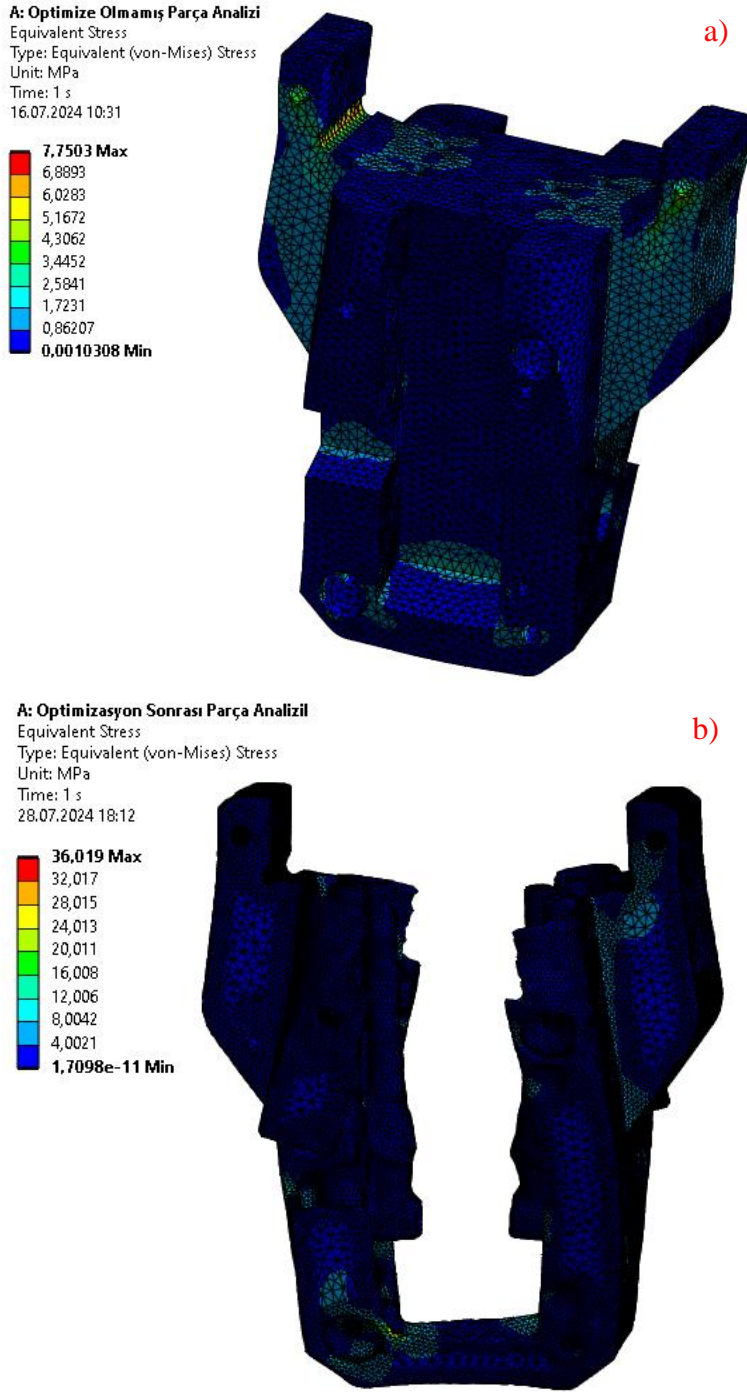 A: Optimize Olmamış Parça Analizi
Equivalent Stress
Type: Equivalent (von-Mises) Stress
Unit: MPa
Time: 1 s
16.07.2024 10:31
a)
7,7503 Max
6,8893
6,0283
5,1672
4,3062
3,4452
2,5841
1,7231
0,86207
0,0010308 Min
A: Optimizasyon Sonrası Parça Analizil
Equivalent Stress
Type: Equivalent (von-Mises) Stress
Unit: MPa
Time: 1 s
28.07.2024 18:12
b)
36,019 Max
32,017
28,015
24,013
20,011
16,008
12,006
8,0042
4,0021
1,7098e-11 Min